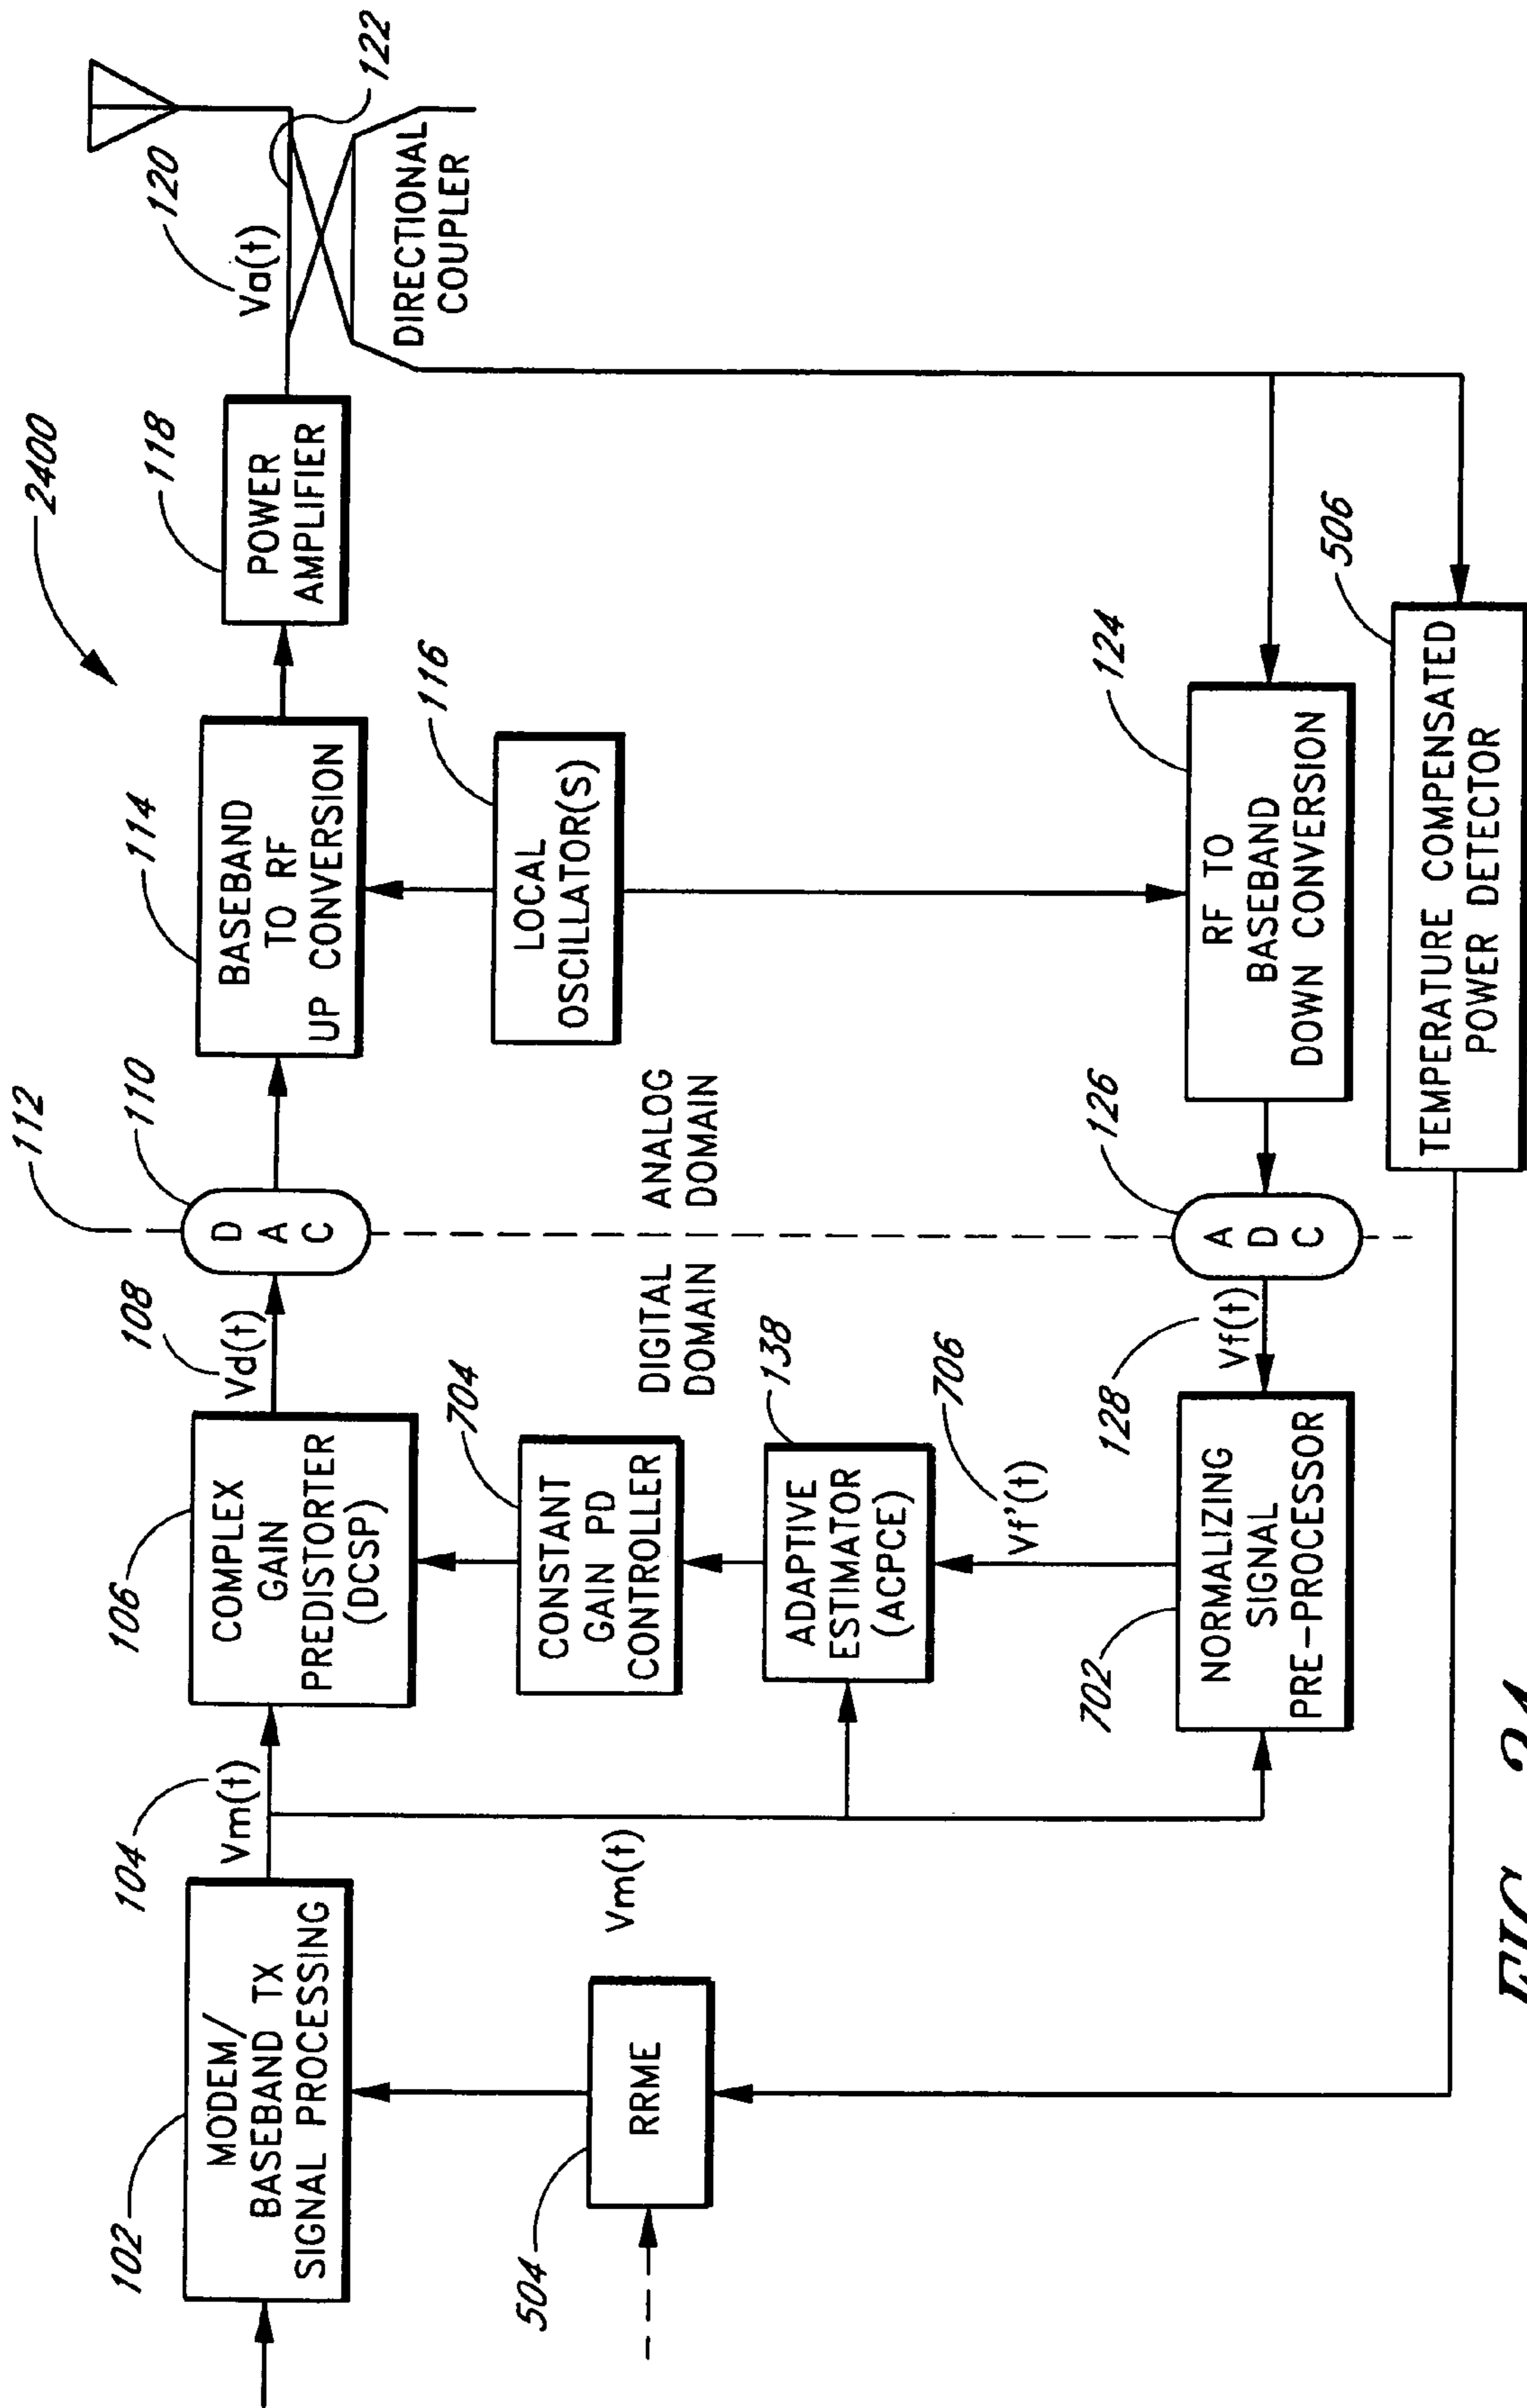 2400
102
MODEM/
BASEBAND TX
SIGNAL PROCESSING
104
Vm(t)
106
COMPLEX
GAIN
PREDISTORTER
(DCSP)
108
Vd(t)
112
110
D
A
C
114
BASEBAND
TO RF
UP CONVERSION
118
POWER
AMPLIFIER
120
Va(t)
122
DIRECTIONAL
COUPLER
504
RRME
Vm(t)
704
CONSTANT
GAIN PD
CONTROLLER
138
ADAPTIVE
ESTIMATOR
(ACPCE)
DIGITAL
DOMAIN
ANALOG
DOMAIN
116
LOCAL
OSCILLATOR(S)
706
Vf'(t)
702
NORMALIZING
SIGNAL
PRE-PROCESSOR
128
Vf(t)
126
A
D
C
124
RF TO
BASEBAND
DOWN CONVERSION
506
TEMPERATURE COMPENSATED
POWER DETECTOR
FIG. 24